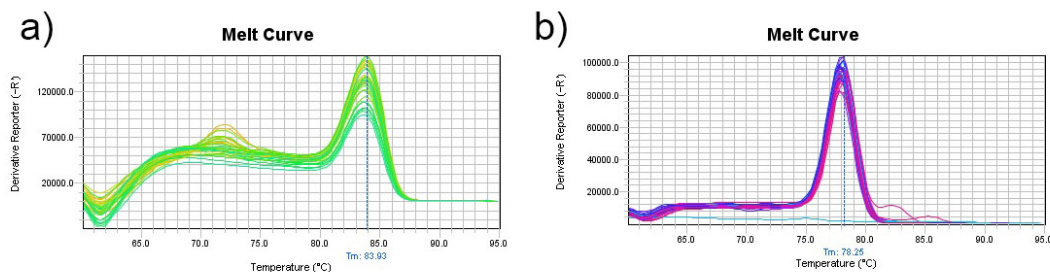 a)
Melt Curve
Derivative Reporter (–R')
120000.0
70000.0
20000.0
65.0 70.0 75.0 80.0 85.0 90.0 95.0
Tm: 83.93
Temperature (°C)
b)
Melt Curve
Derivative Reporter (–R')
100000.0
80000.0
60000.0
40000.0
20000.0
65.0 70.0 75.0 80.0 85.0 90.0 95.0
Tm: 78.25
Temperature (°C)